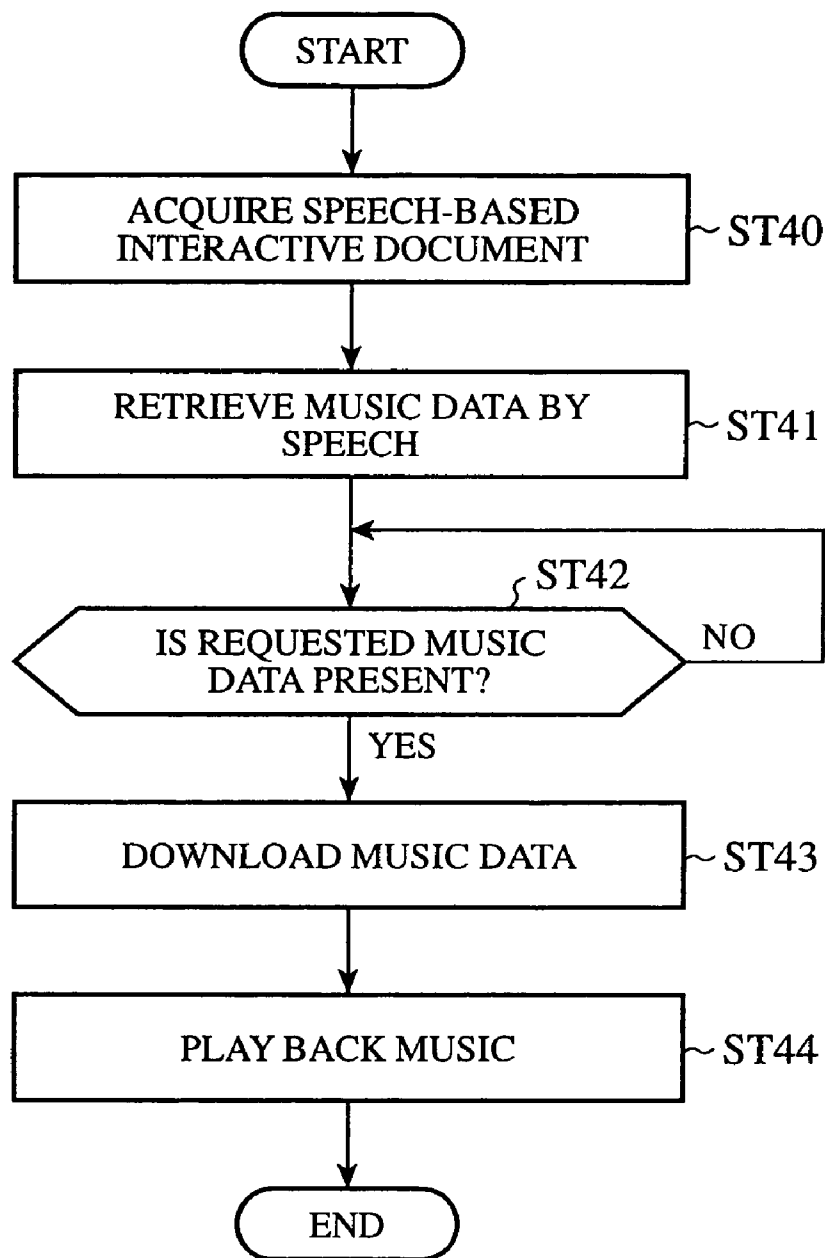 START
ACQUIRE SPEECH-BASED
INTERACTIVE DOCUMENT
ST40
RETRIEVE MUSIC DATA BY
SPEECH
ST41
ST42
IS REQUESTED MUSIC
DATA PRESENT?
NO
YES
DOWNLOAD MUSIC DATA
ST43
PLAY BACK MUSIC
ST44
END